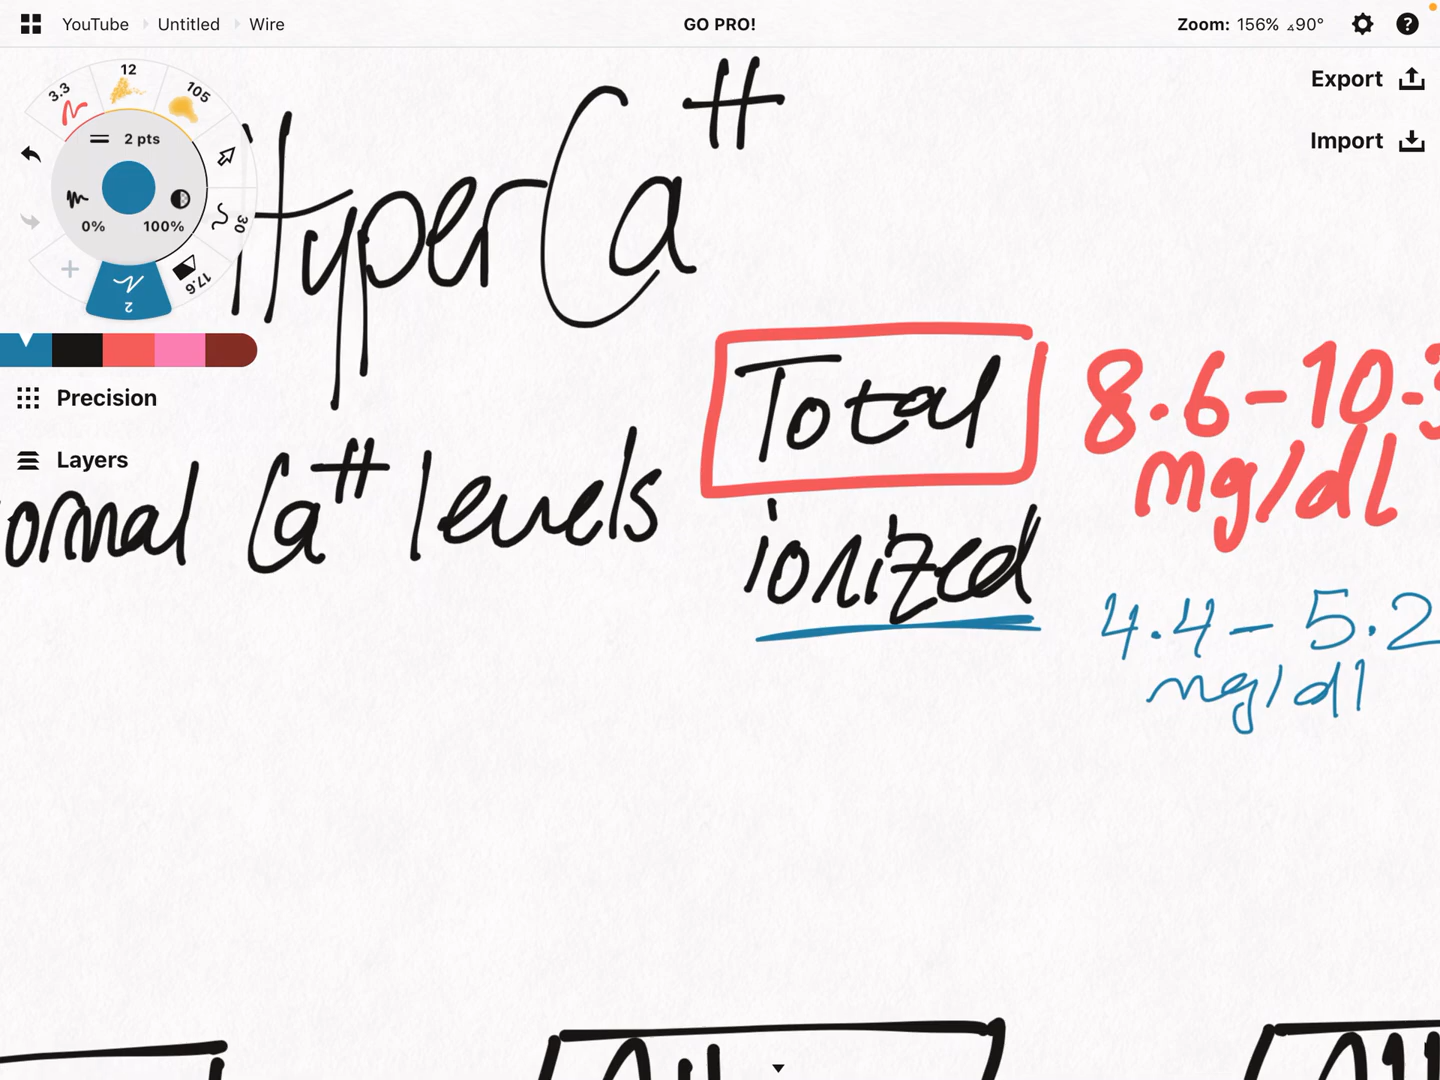 YouTube Untitled Wire GO PRO! Zoom: 156% ⦟90°
Export
Import
3.3 12 105
2 pts
0% 100%
30
17.6
2
Precision
Layers
HyperCa++
ormal Ca++ levels
Total 8.6-10.3
mg/dl
ionized 4.4- 5.2
mg/dl